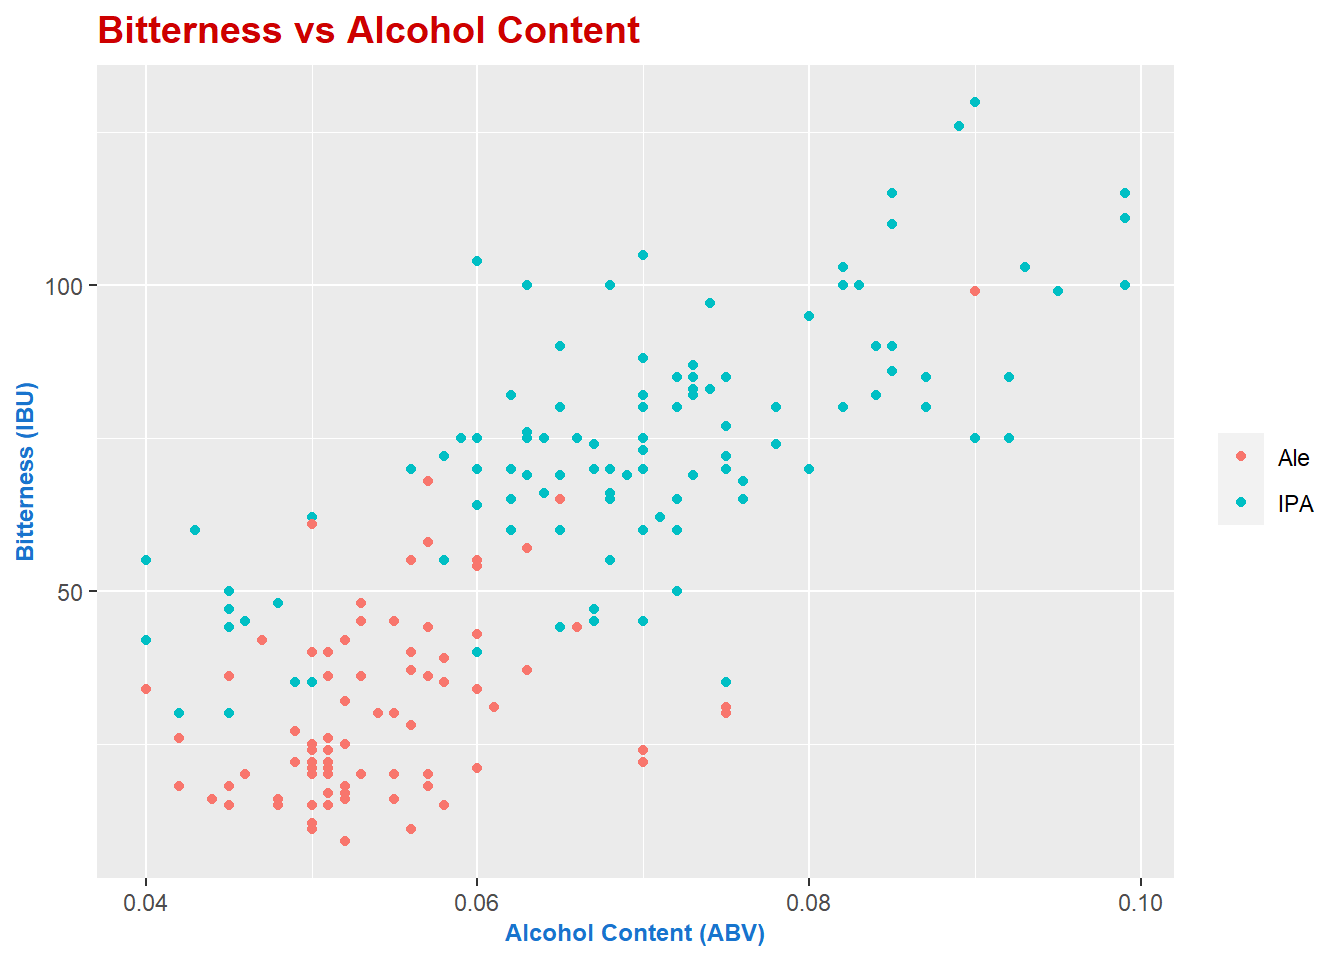 Bitterness vs Alcohol Content
Bitterness (IBU)
100
50
0.04 0.06 0.08 0.10
Alcohol Content (ABV)
Ale
IPA